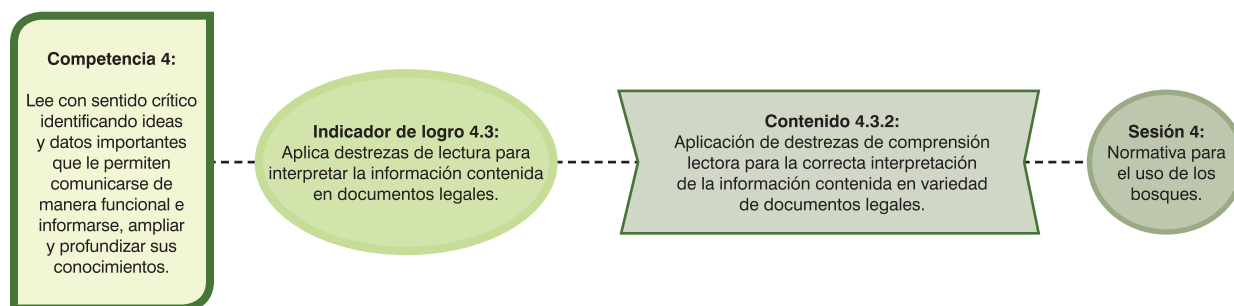 Competencia 4:
Lee con sentido crítico
identificando ideas
y datos importantes
que le permiten
comunicarse de
manera funcional e
informarse, ampliar
y profundizar sus
conocimientos.
Indicador de logro 4.3:
Aplica destrezas de lectura para
interpretar la información contenida
en documentos legales.
Contenido 4.3.2:
Aplicación de destrezas de comprensión
lectora para la correcta interpretación
de la información contenida en variedad
de documentos legales.
Sesión 4:
Normativa para
el uso de los
bosques.